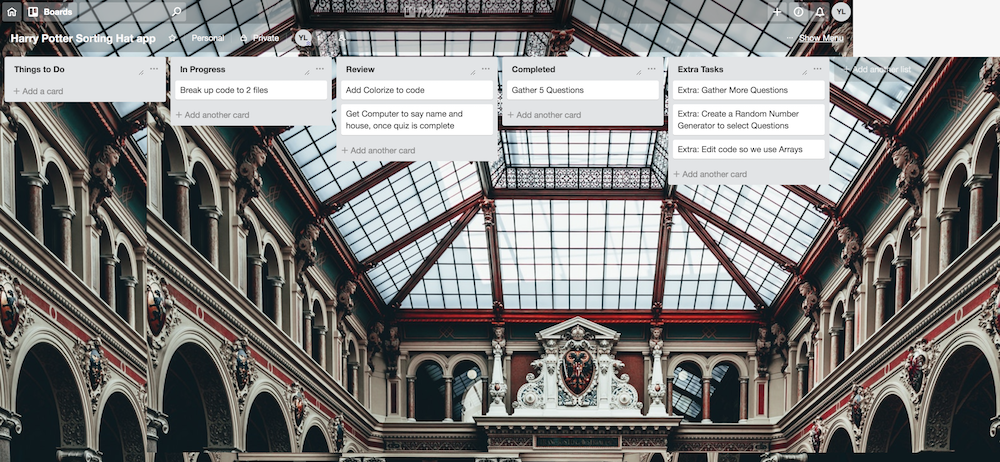 Boards
Trello
YL
Harry Potter Sorting Hat app
Personal
Private
YL
Show Menu
Things to Do
+ Add a card
In Progress
Break up code to 2 files
+ Add another card
Review
Add Colorize to code
Get Computer to say name and
house, once quiz is complete
+ Add another card
Completed
Gather 5 Questions
+ Add another card
Extra Tasks
Extra: Gather More Questions
Extra: Create a Random Number
Generator to select Questions
Extra: Edit code so we use Arrays
+ Add another card
+ Add another list